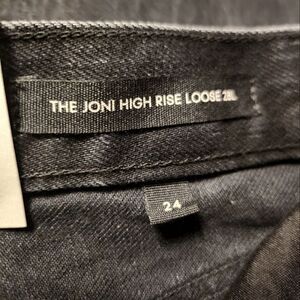 THE JONI HIGH RISE LOOSE 28L
24